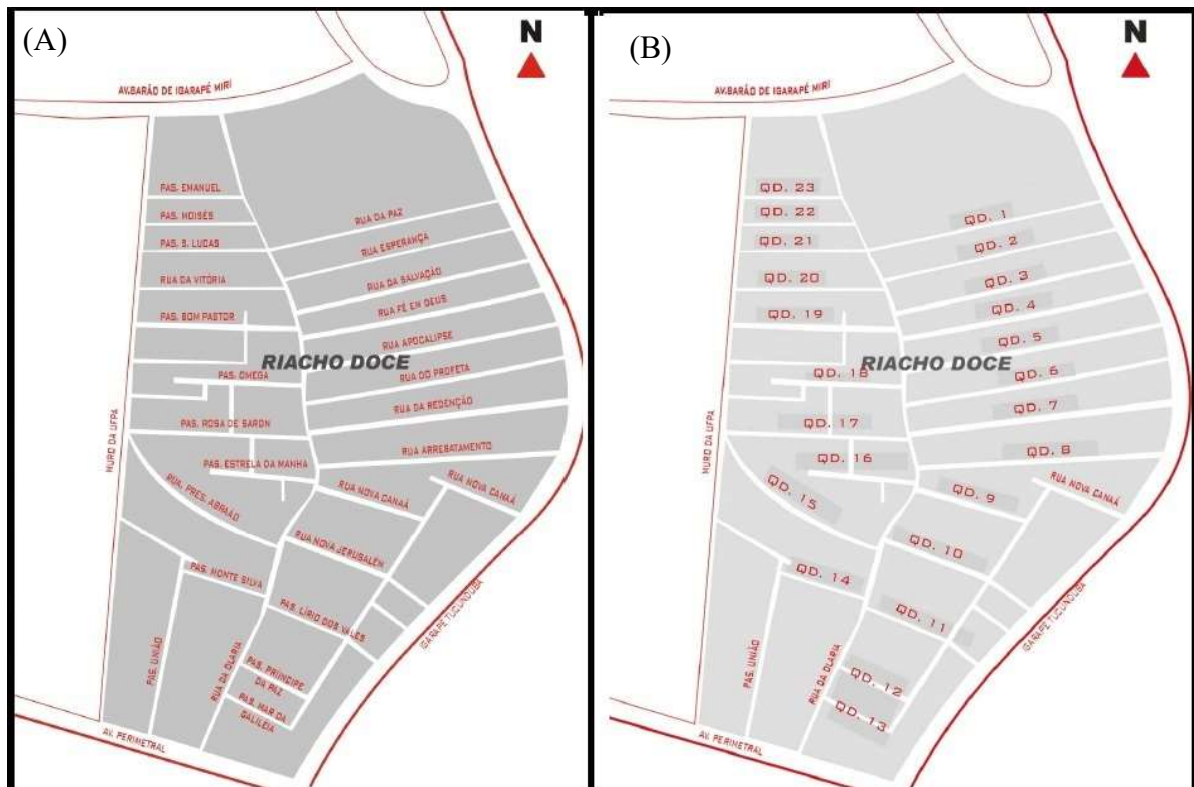 (A)
N
AV.BARÃO DE IGARAPÉ MIRI
PAS. EMANUEL
PAS. MOISÉS
PAS. S. LUCAS
RUA DA VITÓRIA
PAS. BOM PASTOR
RUA DA PAZ
RUA ESPERANÇA
RUA DA SALVAÇÃO
RUA FÉ EM DEUS
RUA APOCALIPSE
RIACHO DOCE
PAS. OMEGA
RUA DO PROFETA
RUA DA REDENÇÃO
PAS. ROSA DE SARON
RUA ARREBATAMENTO
MURO DA UFPA
PAS. ESTRELA DA MANHA
RUA NOVA CANAÃ
RUA NOVA CANAÃ
RUA. PRES. ABRAÃO
RUA NOVA JERUSALÉM
PAS. MONTE SILVA
PAS. LÍRIO DOS VALES
IGARAPE TUCUNDUBA
PAS. UNIÃO
RUA DA OLARIA
PAS. PRÍNCIPE
DA PAZ
PAS. MAR DA
GALILEIA
AV. PERIMETRAL
(B)
N
AV.BARÃO DE IGARAPÉ MIRI
QD. 23
QD. 22
QD. 21
QD. 20
QD. 19
QD. 1
QD. 2
QD. 3
QD. 4
QD. 5
RIACHO DOCE
QD. 18
QD. 6
QD. 7
QD. 17
QD. 8
MURO DA UFPA
QD. 16
QD. 15
QD. 9
RUA NOVA CANAÃ
QD. 10
QD. 14
QD. 11
IGARAPE TUCUNDUBA
PAS. UNIÃO
RUA DA OLARIA
QD. 12
QD. 13
AV. PERIMETRAL